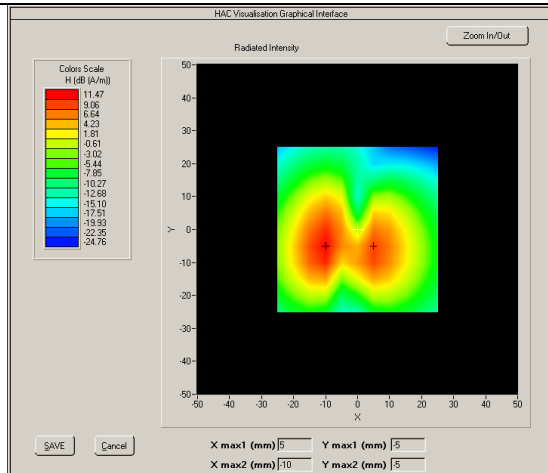 HAC Visualisation Graphical Interface
Zoom In/Out
Radiated Intensity
Colors Scale
H (dB (A/m))
11.47
9.06
6.64
4.23
1.81
-0.61
-3.02
-5.44
-7.85
-10.27
-12.68
-15.10
-17.51
-19.93
-22.35
-24.76
50
40
30
20
10
0
-10
-20
-30
-40
-50
Y
-50 -40 -30 -20 -10 0 10 20 30 40 50
X
SAVE Cancel
X max1 (mm) 5 Y max1 (mm) -5
X max2 (mm) -10 Y max2 (mm) -5